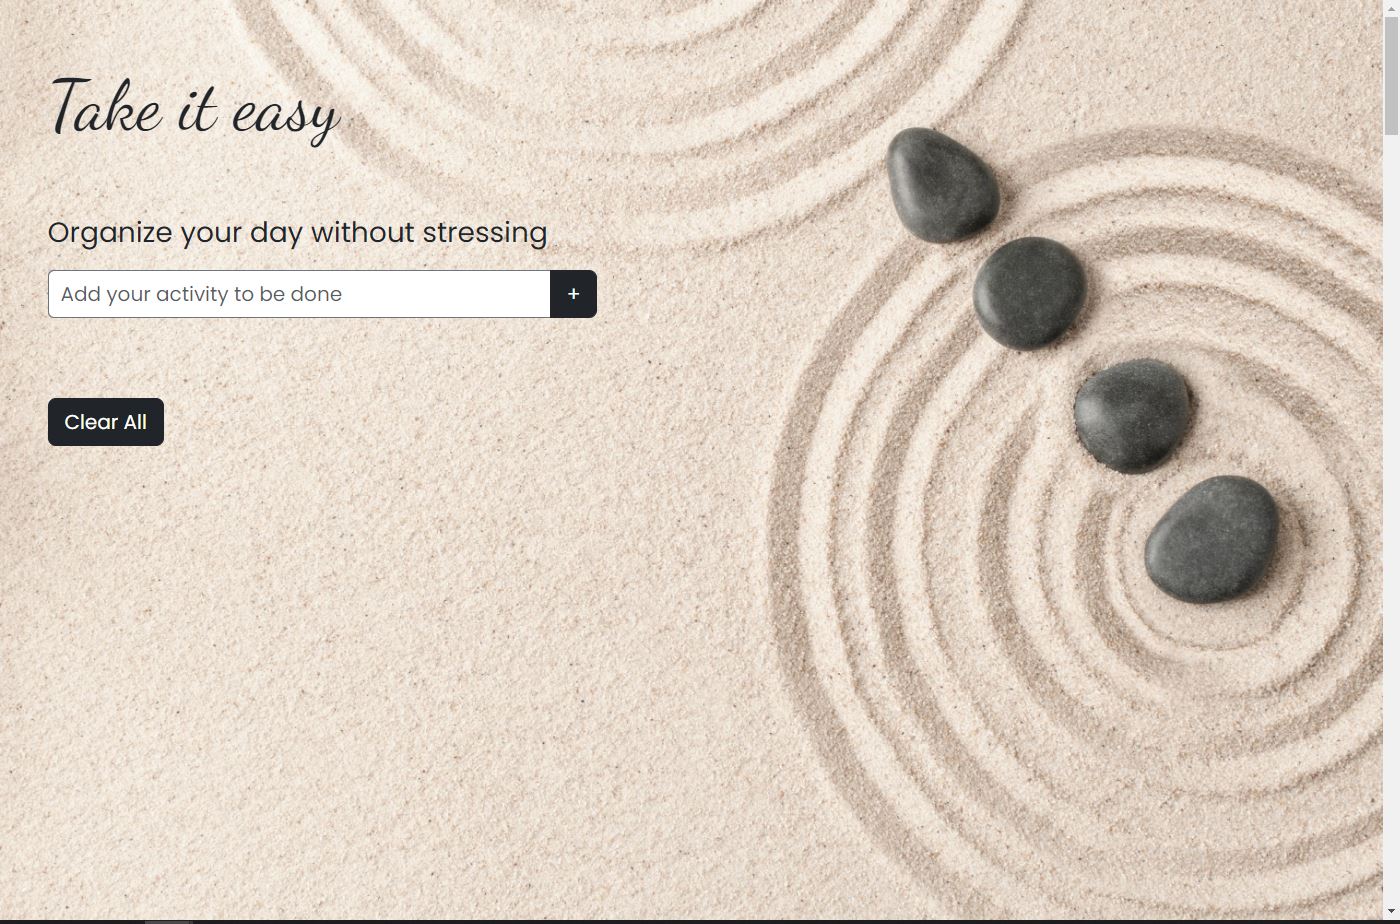 Take it easy
Organize your day without stressing
Add your activity to be done
+
Clear All